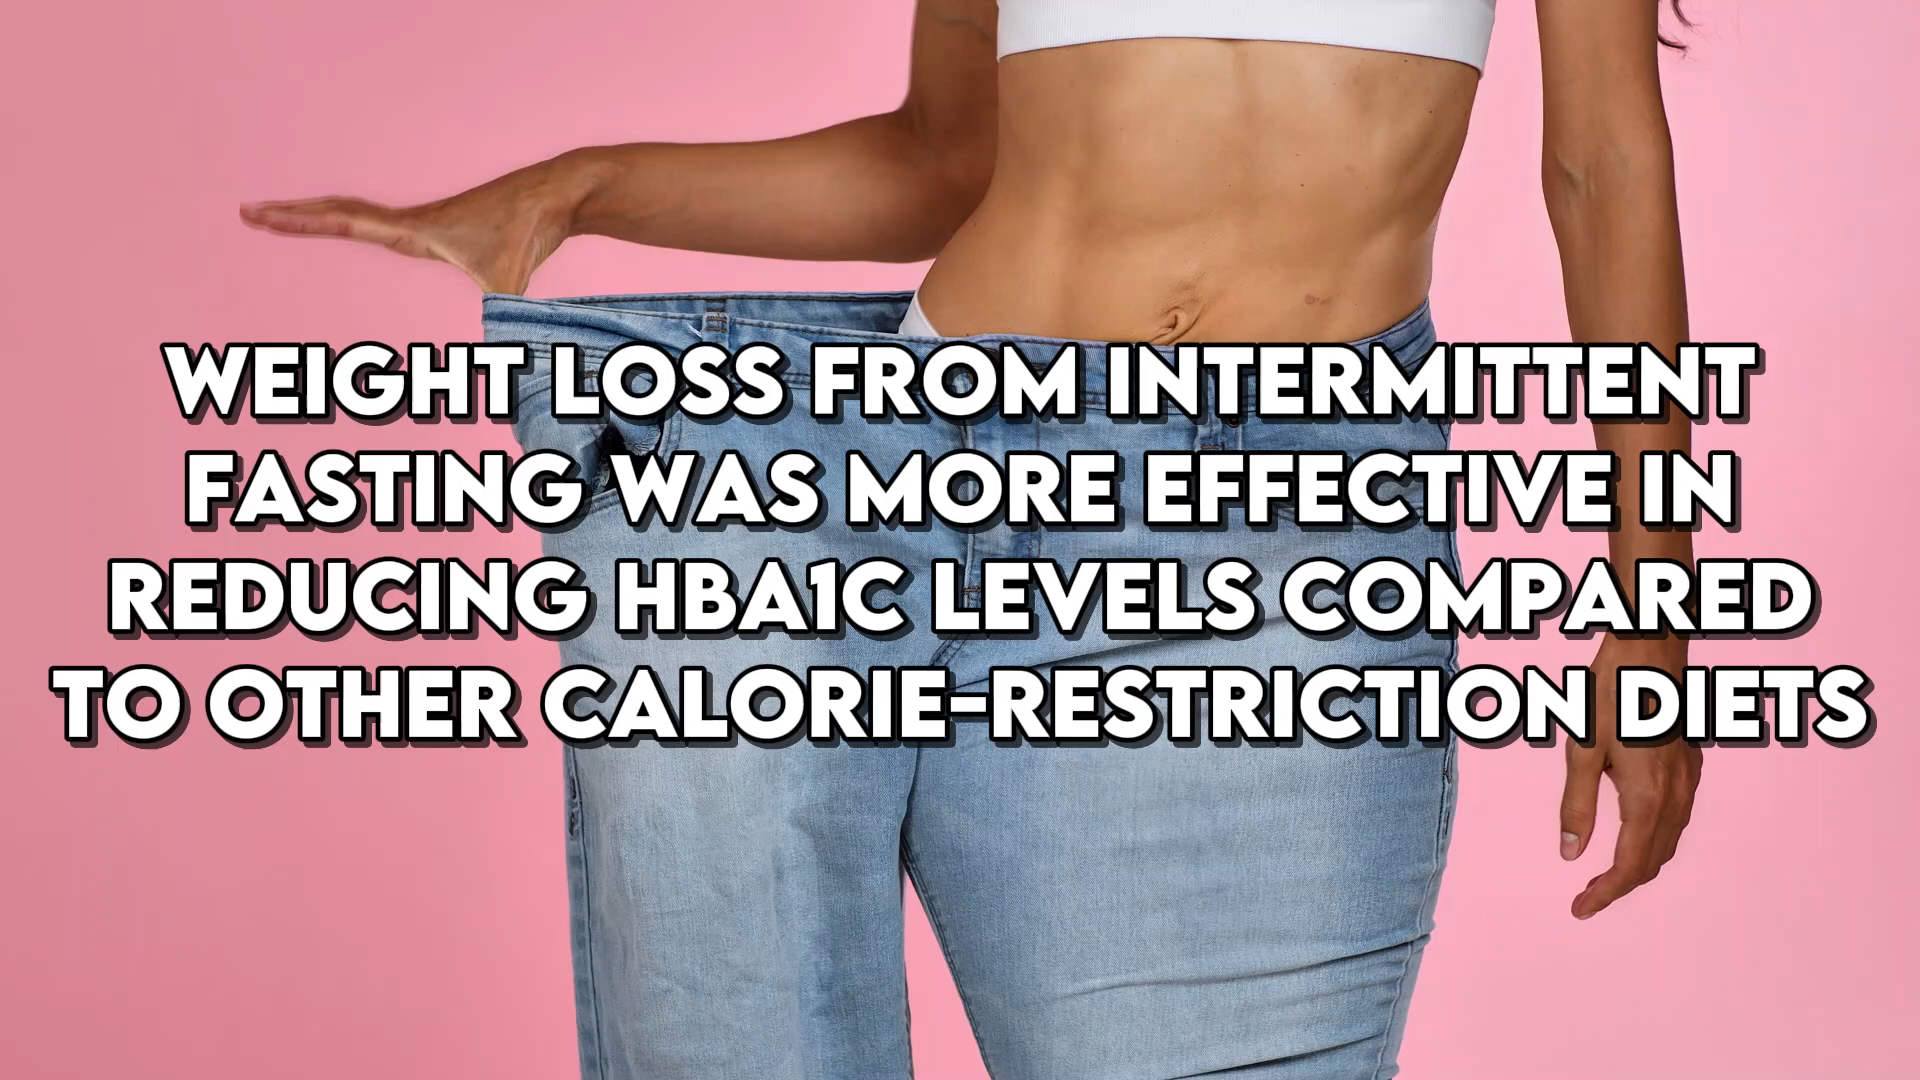 WEIGHT LOSS FROM INTERMITTENT
FASTING WAS MORE EFFECTIVE IN
REDUCING HBA1C LEVELS COMPARED
TO OTHER CALORIE-RESTRICTION DIETS